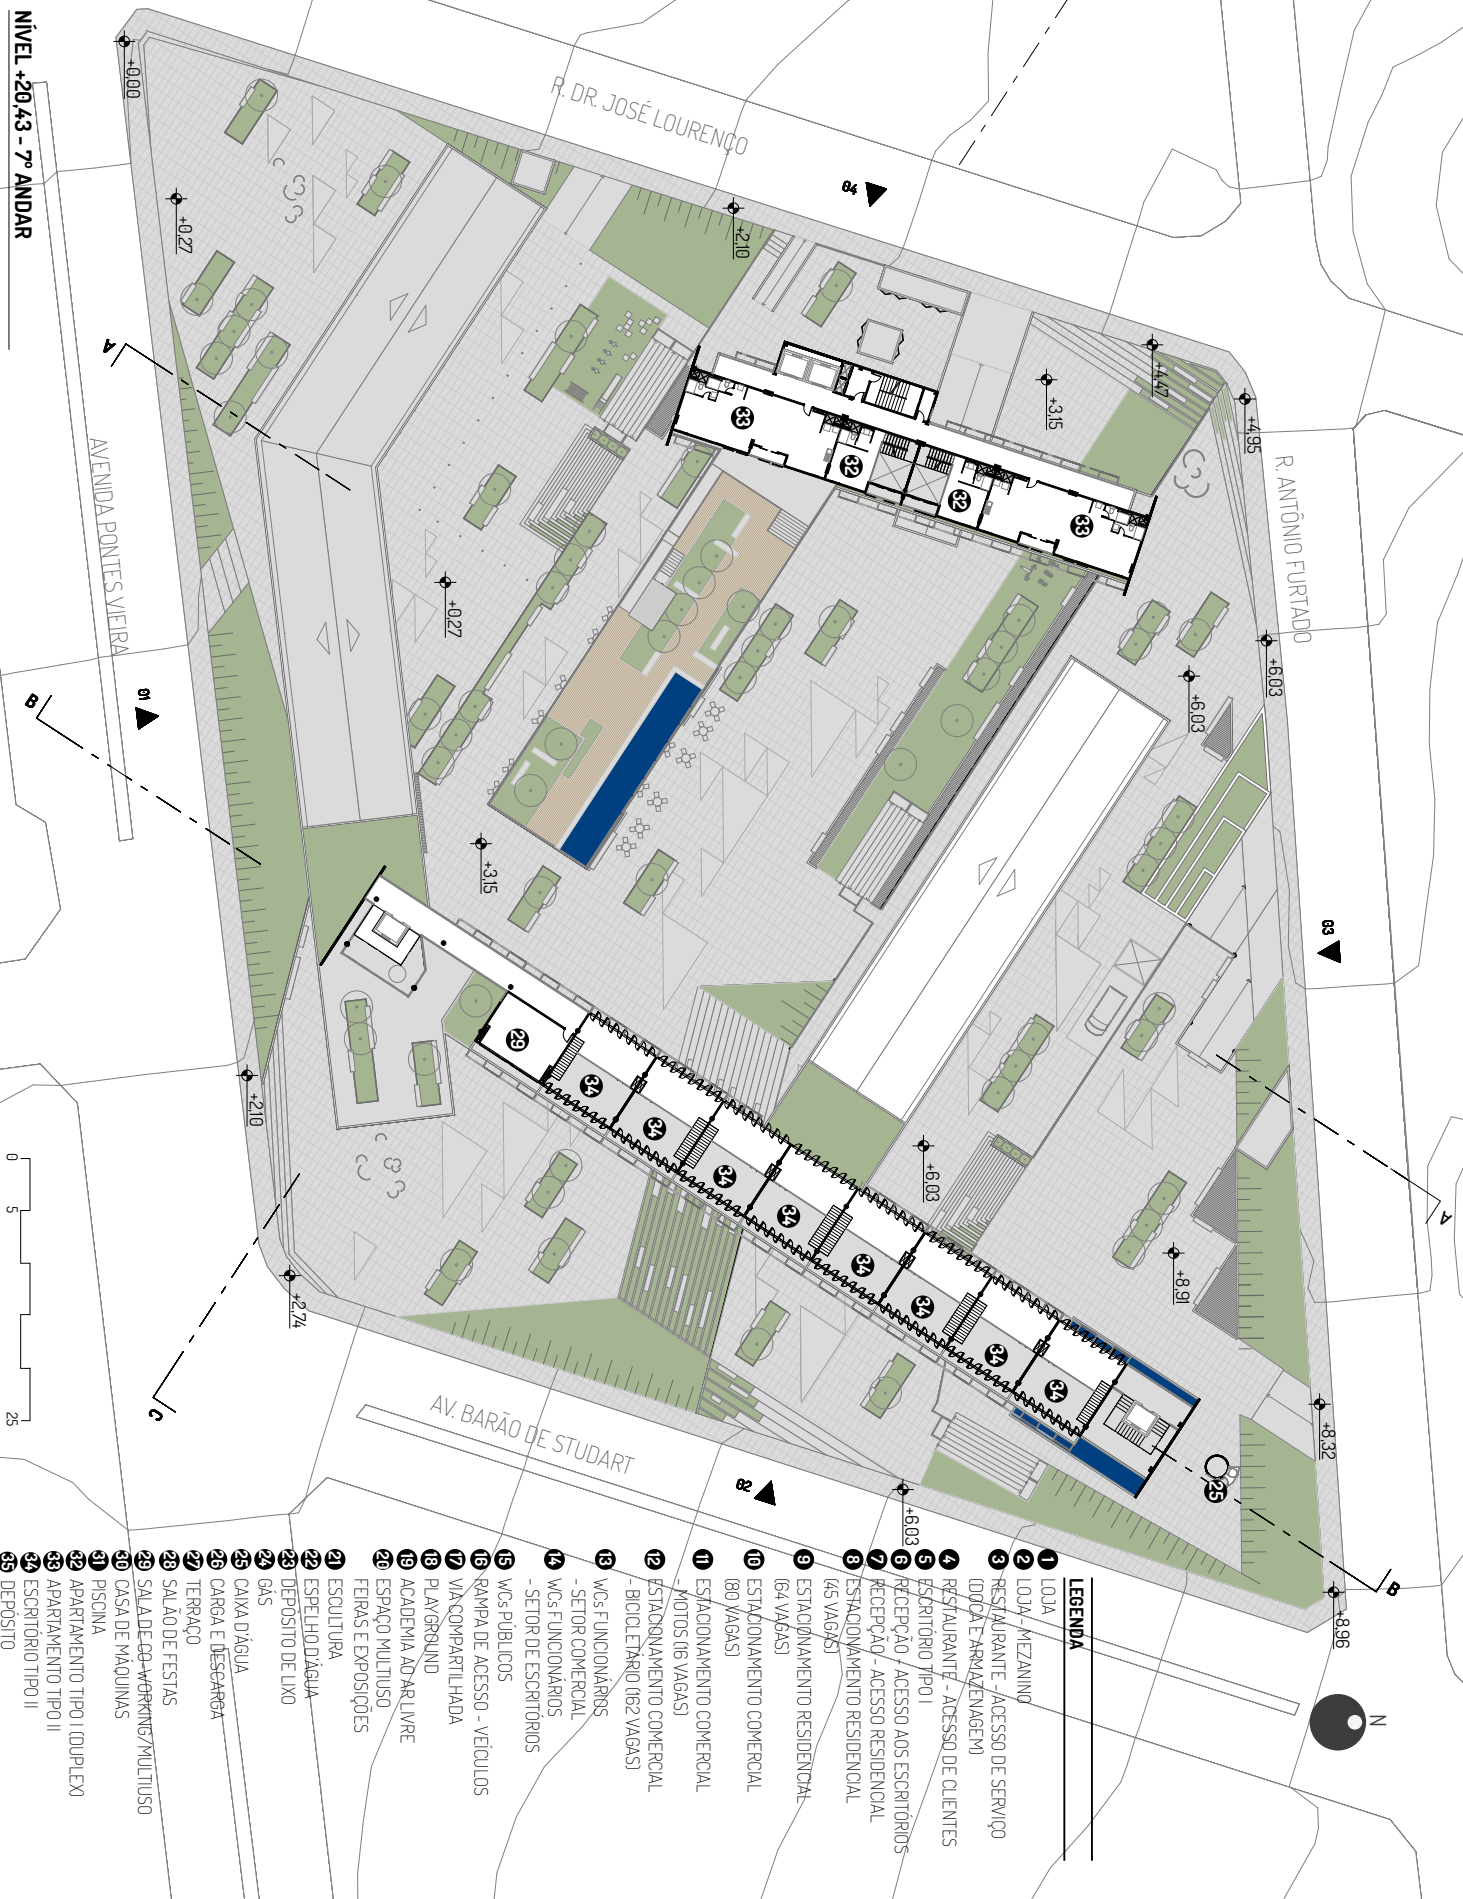 NÍVEL +20,43 - 7º ANDAR
R. DR. JOSÉ LOURENÇO
R. ANTÔNIO FURTADO
AVENIDA PONTES VIEIRA
AV. BARÃO DE STUDART
+0,00
+0,27
+2,10
+4,47
+4,95
+3,15
+6,03
+6,03
+0,27
+3,15
+6,03
+8,91
+2,10
+2,74
+8,32
+6,03
+8,96
A
A
B
B
C
01
02
03
04
33
32
32
33
29
34
34
34
34
34
34
34
34
25
0 5 25
N
LEGENDA
1 LOJA
2 LOJA - MEZANINO
3 RESTAURANTE - ACESSO DE SERVIÇO
(DOCA E ARMAZENAGEM)
4 RESTAURANTE - ACESSO DE CLIENTES
5 ESCRITÓRIO TIPO I
6 RECEPÇÃO - ACESSO AOS ESCRITÓRIOS
7 RECEPÇÃO - ACESSO RESIDENCIAL
8 ESTACIONAMENTO RESIDENCIAL
(45 VAGAS)
9 ESTACIONAMENTO RESIDENCIAL
(64 VAGAS)
10 ESTACIONAMENTO COMERCIAL
(80 VAGAS)
11 ESTACIONAMENTO COMERCIAL
- MOTOS (16 VAGAS)
12 ESTACIONAMENTO COMERCIAL
- BICICLETÁRIO (162 VAGAS)
13 WCs FUNCIONÁRIOS
- SETOR COMERCIAL
14 WCs FUNCIONÁRIOS
- SETOR DE ESCRITÓRIOS
15 WCs PÚBLICOS
16 RAMPA DE ACESSO - VEÍCULOS
17 VIA COMPARTILHADA
18 PLAYGROUND
19 ACADEMIA AO AR LIVRE
20 ESPAÇO MULTIUSO
FEIRAS E EXPOSIÇÕES
21 ESCULTURA
22 ESPELHO D'ÁGUA
23 DEPÓSITO DE LIXO
24 GÁS
25 CAIXA D'ÁGUA
26 CARGA E DESCARGA
27 TERRAÇO
28 SALÃO DE FESTAS
29 SALA DE CO-WORKING/MULTIUSO
30 CASA DE MÁQUINAS
31 PISCINA
32 APARTAMENTO TIPO I (DUPLEX)
33 APARTAMENTO TIPO II
34 ESCRITÓRIO TIPO II
35 DEPÓSITO